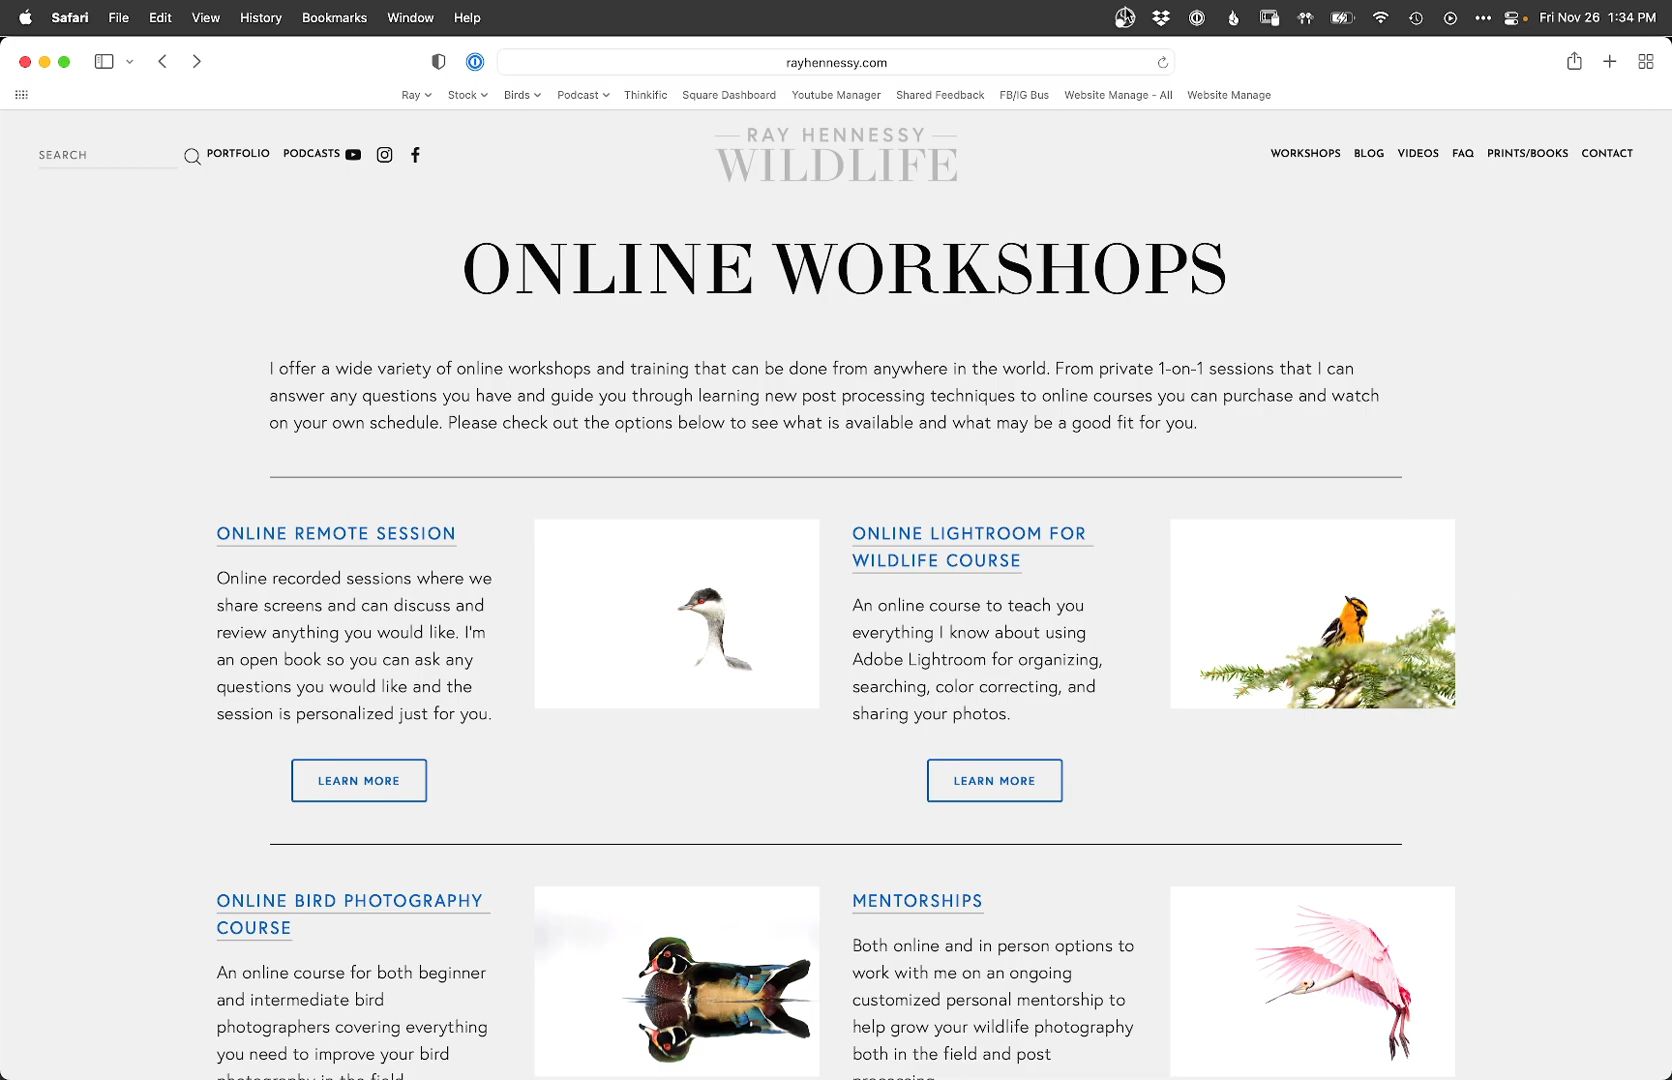 Safari File Edit View History Bookmarks Window Help Fri Nov 26 1:34 PM
rayhennessy.com
Ray Stock Birds Podcast Thinkific Square Dashboard Youtube Manager Shared Feedback FB/IG Bus Website Manage - All Website Manage
RAY HENNESSY
WILDLIFE
SEARCH PORTFOLIO PODCASTS WORKSHOPS BLOG VIDEOS FAQ PRINTS/BOOKS CONTACT
ONLINE WORKSHOPS
I offer a wide variety of online workshops and training that can be done from anywhere in the world. From private 1-on-1 sessions that I can
answer any questions you have and guide you through learning new post processing techniques to online courses you can purchase and watch
on your own schedule. Please check out the options below to see what is available and what may be a good fit for you.
ONLINE REMOTE SESSION
Online recorded sessions where we
share screens and can discuss and
review anything you would like. I'm
an open book so you can ask any
questions you would like and the
session is personalized just for you.
LEARN MORE
ONLINE LIGHTROOM FOR
WILDLIFE COURSE
An online course to teach you
everything I know about using
Adobe Lightroom for organizing,
searching, color correcting, and
sharing your photos.
LEARN MORE
ONLINE BIRD PHOTOGRAPHY
COURSE
An online course for both beginner
and intermediate bird
photographers covering everything
you need to improve your bird
photography in the field
MENTORSHIPS
Both online and in person options to
work with me on an ongoing
customized personal mentorship to
help grow your wildlife photography
both in the field and post